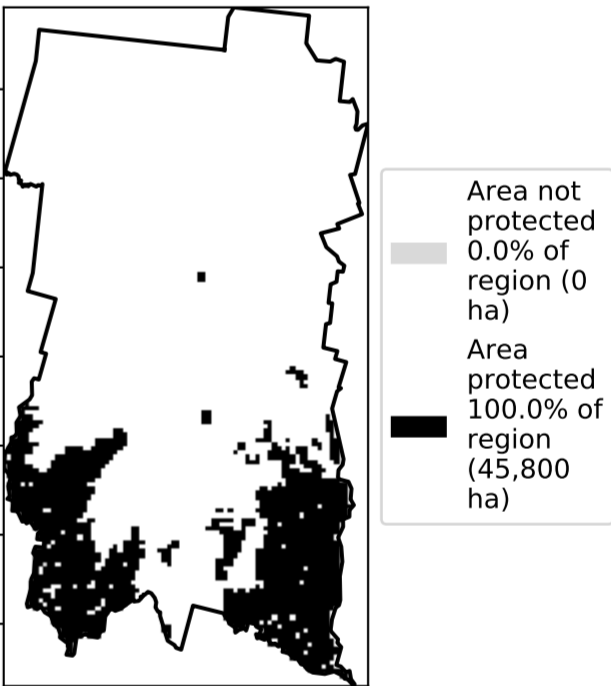 Area not
protected
0.0% of
region (0
ha)
Area
protected
100.0% of
region
(45,800
ha)